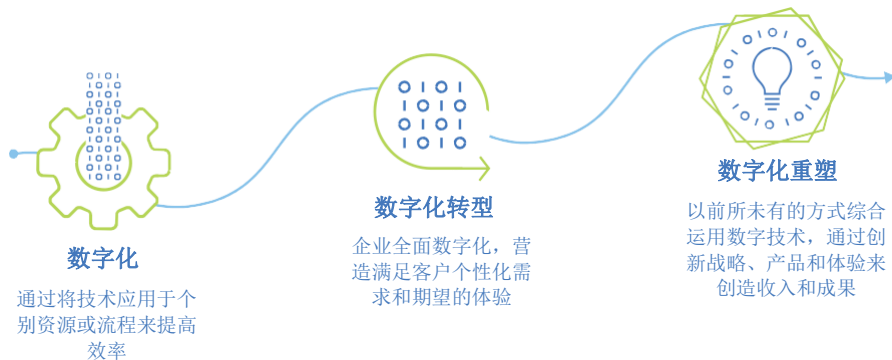 数字化
通过将技术应用于个
别资源或流程来提高
效率
数字化转型
企业全面数字化，营
造满足客户个性化需
求和期望的体验
数字化重塑
以前所未有的方式综合
运用数字技术，通过创
新战略、产品和体验来
创造收入和成果